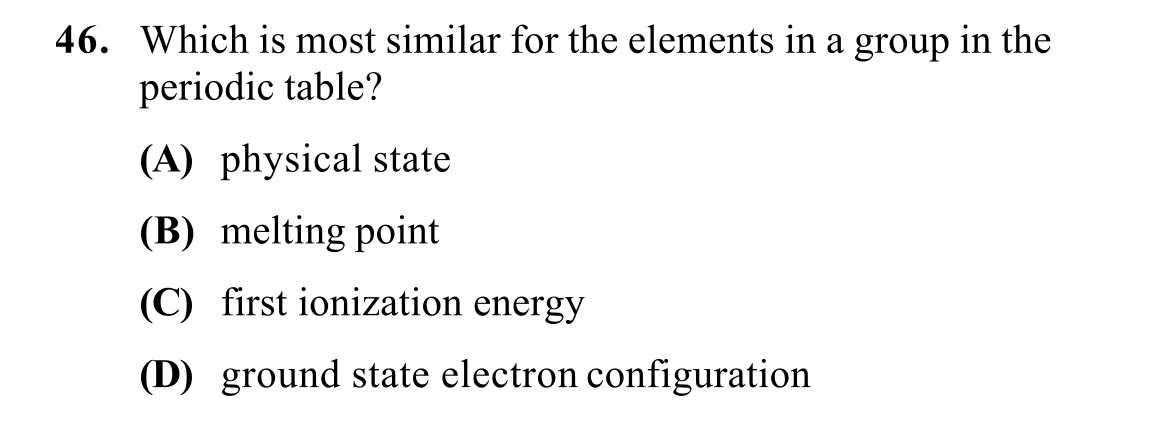 46. Which is most similar for the elements in a group in the
periodic table?
(A) physical state
(B) melting point
(C) first ionization energy
(D) ground state electron configuration